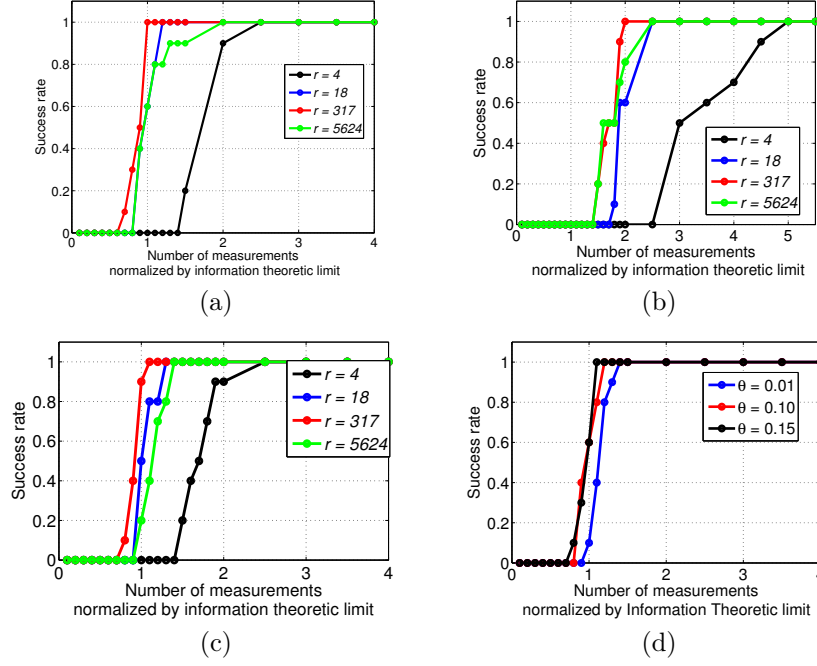 1
0.8
0.6
0.4
0.2
0
Success rate
r = 4
r = 18
r = 317
r = 5624
0 1 2 3 4
Number of measurements
normalized by information theoretic limit
(a)
1
0.8
0.6
0.4
0.2
0
Success rate
r = 4
r = 18
r = 317
r = 5624
0 1 2 3 4 5
Number of measurements
normalized by information theoretic limit
(b)
1
0.8
0.6
0.4
0.2
0
Success rate
r = 4
r = 18
r = 317
r = 5624
0 1 2 3 4
Number of measurements
normalized by information theoretic limit
(c)
1
0.8
0.6
0.4
0.2
0
Success rate
θ = 0.01
θ = 0.10
θ = 0.15
0 1 2 3 4
Number of measurements
normalized by Information Theoretic limit
(d)